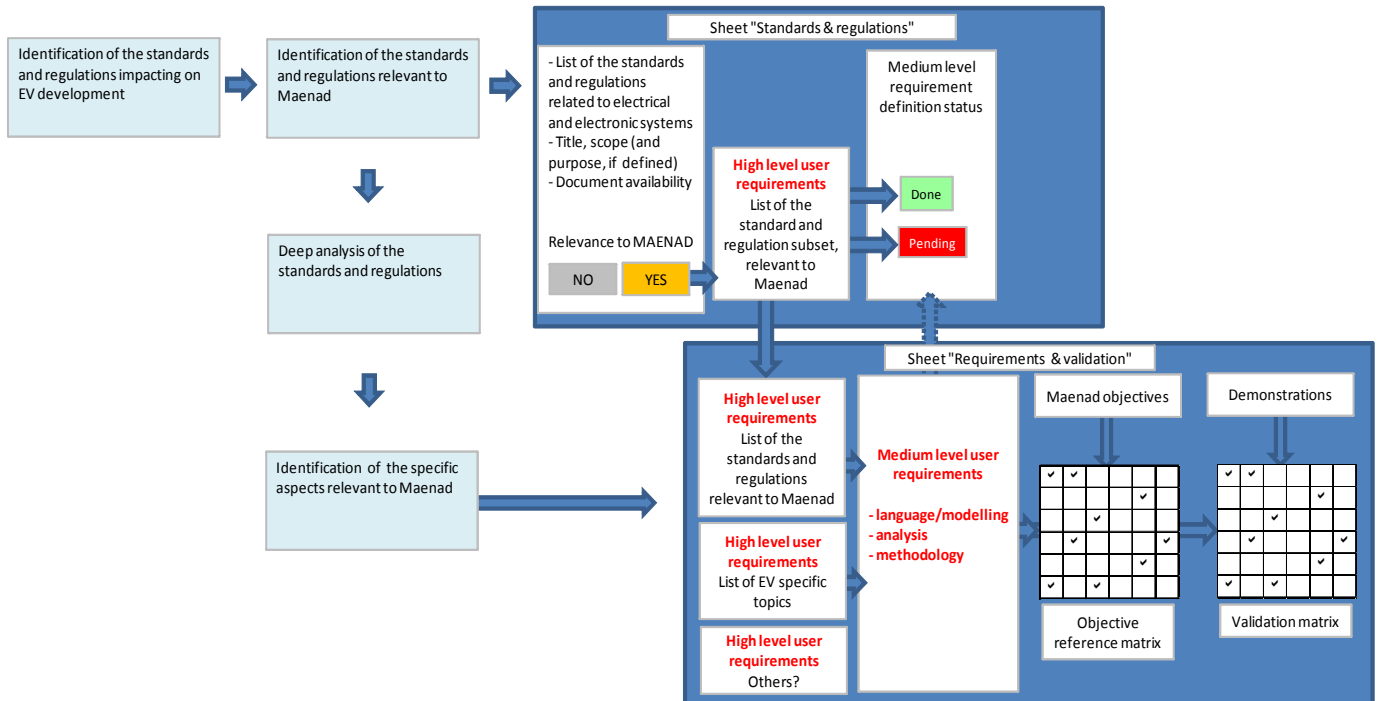 Sheet "Standards & regulations"
Identification of the standards
and regulations impacting on
EV development
Identification of the standards
and regulations relevant to
Maenad
- List of the standards
and regulations
related to electrical
and electronic systems
- Title, scope (and
purpose, if defined)
- Document availability
Relevance to MAENAD
NO
YES
High level user
requirements
List of the
standard and
regulation subset,
relevant to
Maenad
Medium level
requirement
definition status
Done
Pending
Deep analysis of the
standards and regulations
Identification of the specific
aspects relevant to Maenad
Sheet "Requirements & validation"
High level user
requirements
List of the
standards and
regulations
relevant to Maenad
High level user
requirements
List of EV specific
topics
High level user
requirements
Others?
Medium level user
requirements
- language/modelling
- analysis
- methodology
Maenad objectives
Objective
reference matrix
Demonstrations
Validation matrix